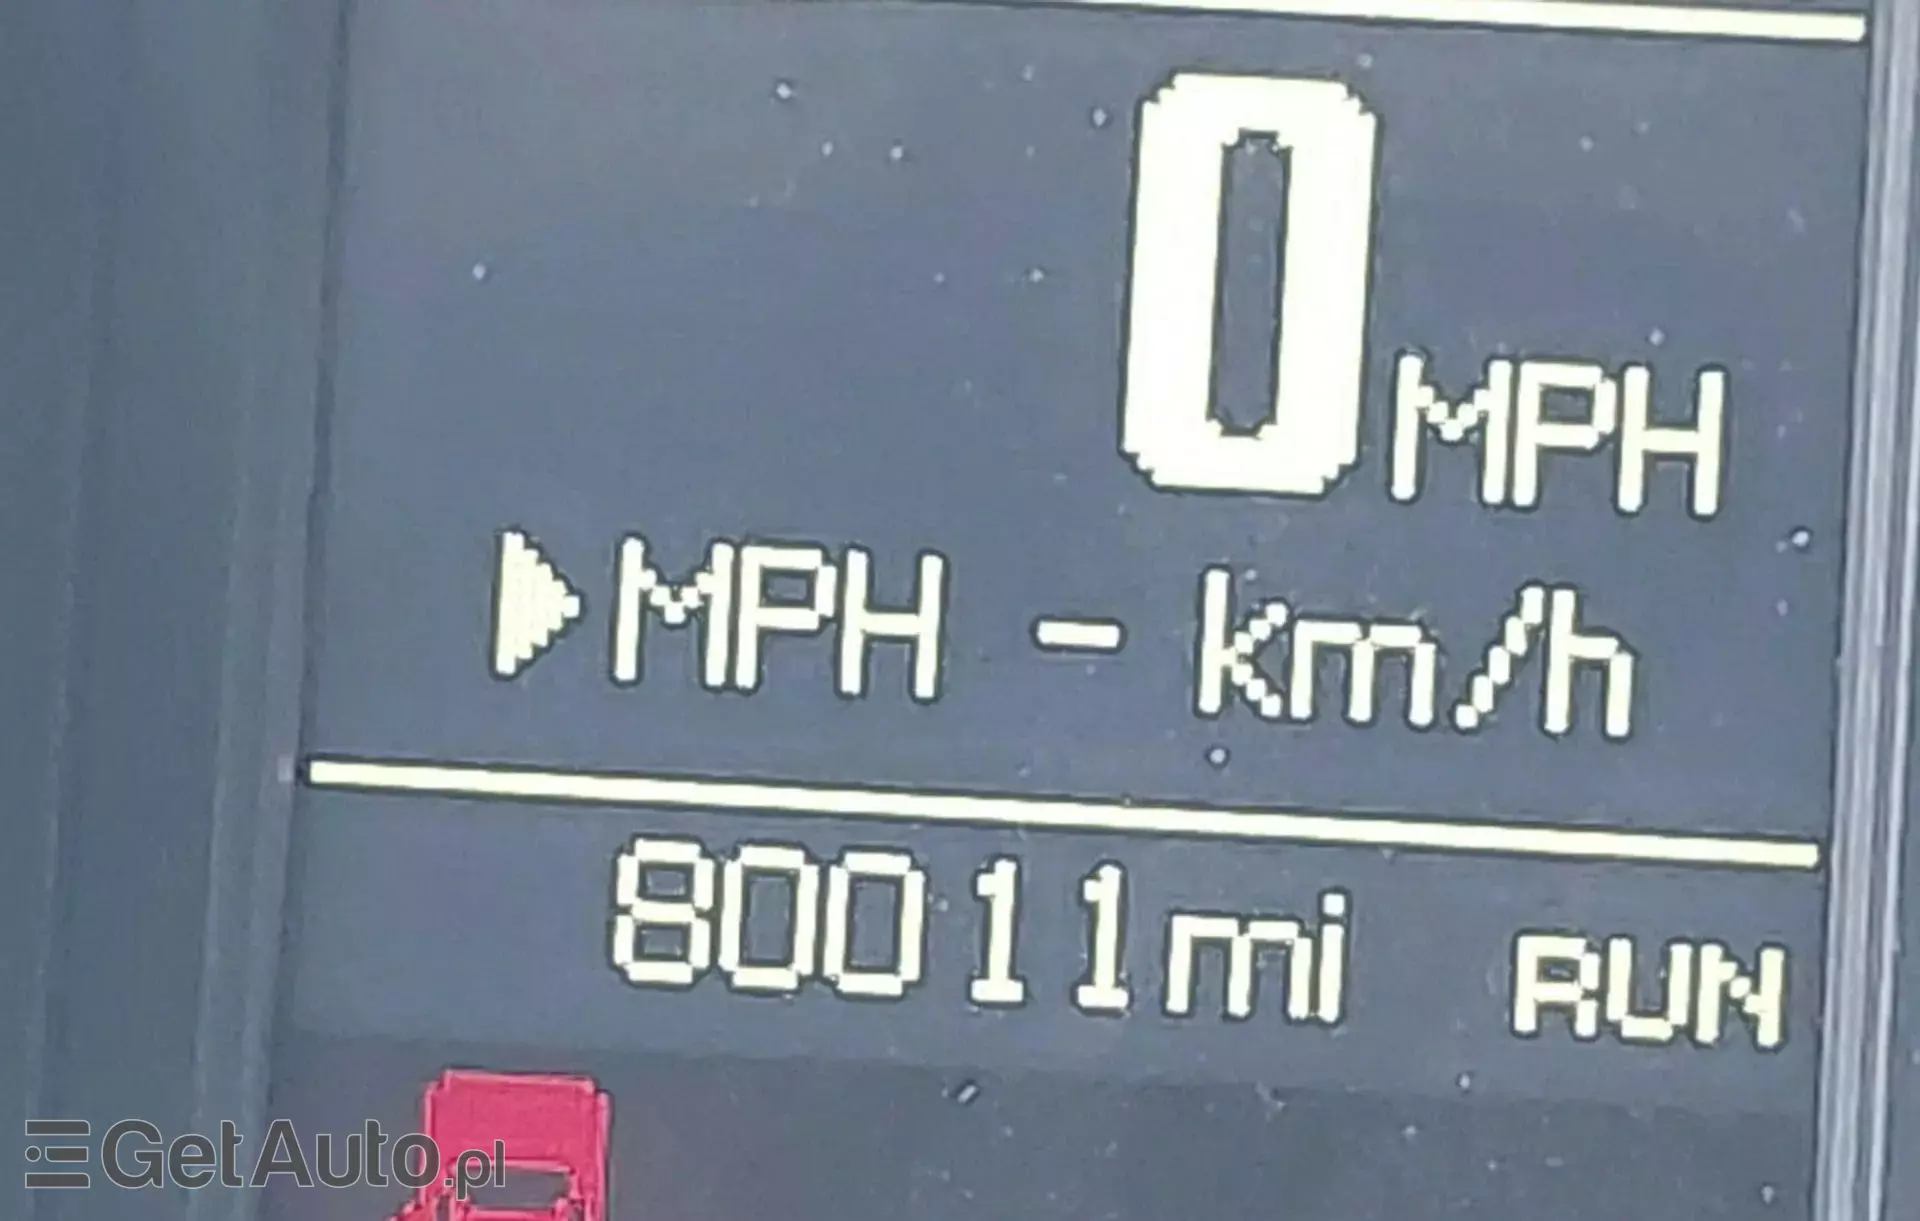 0 MPH
▶MPH - km/h
80011mi RUN
GetAuto.pl